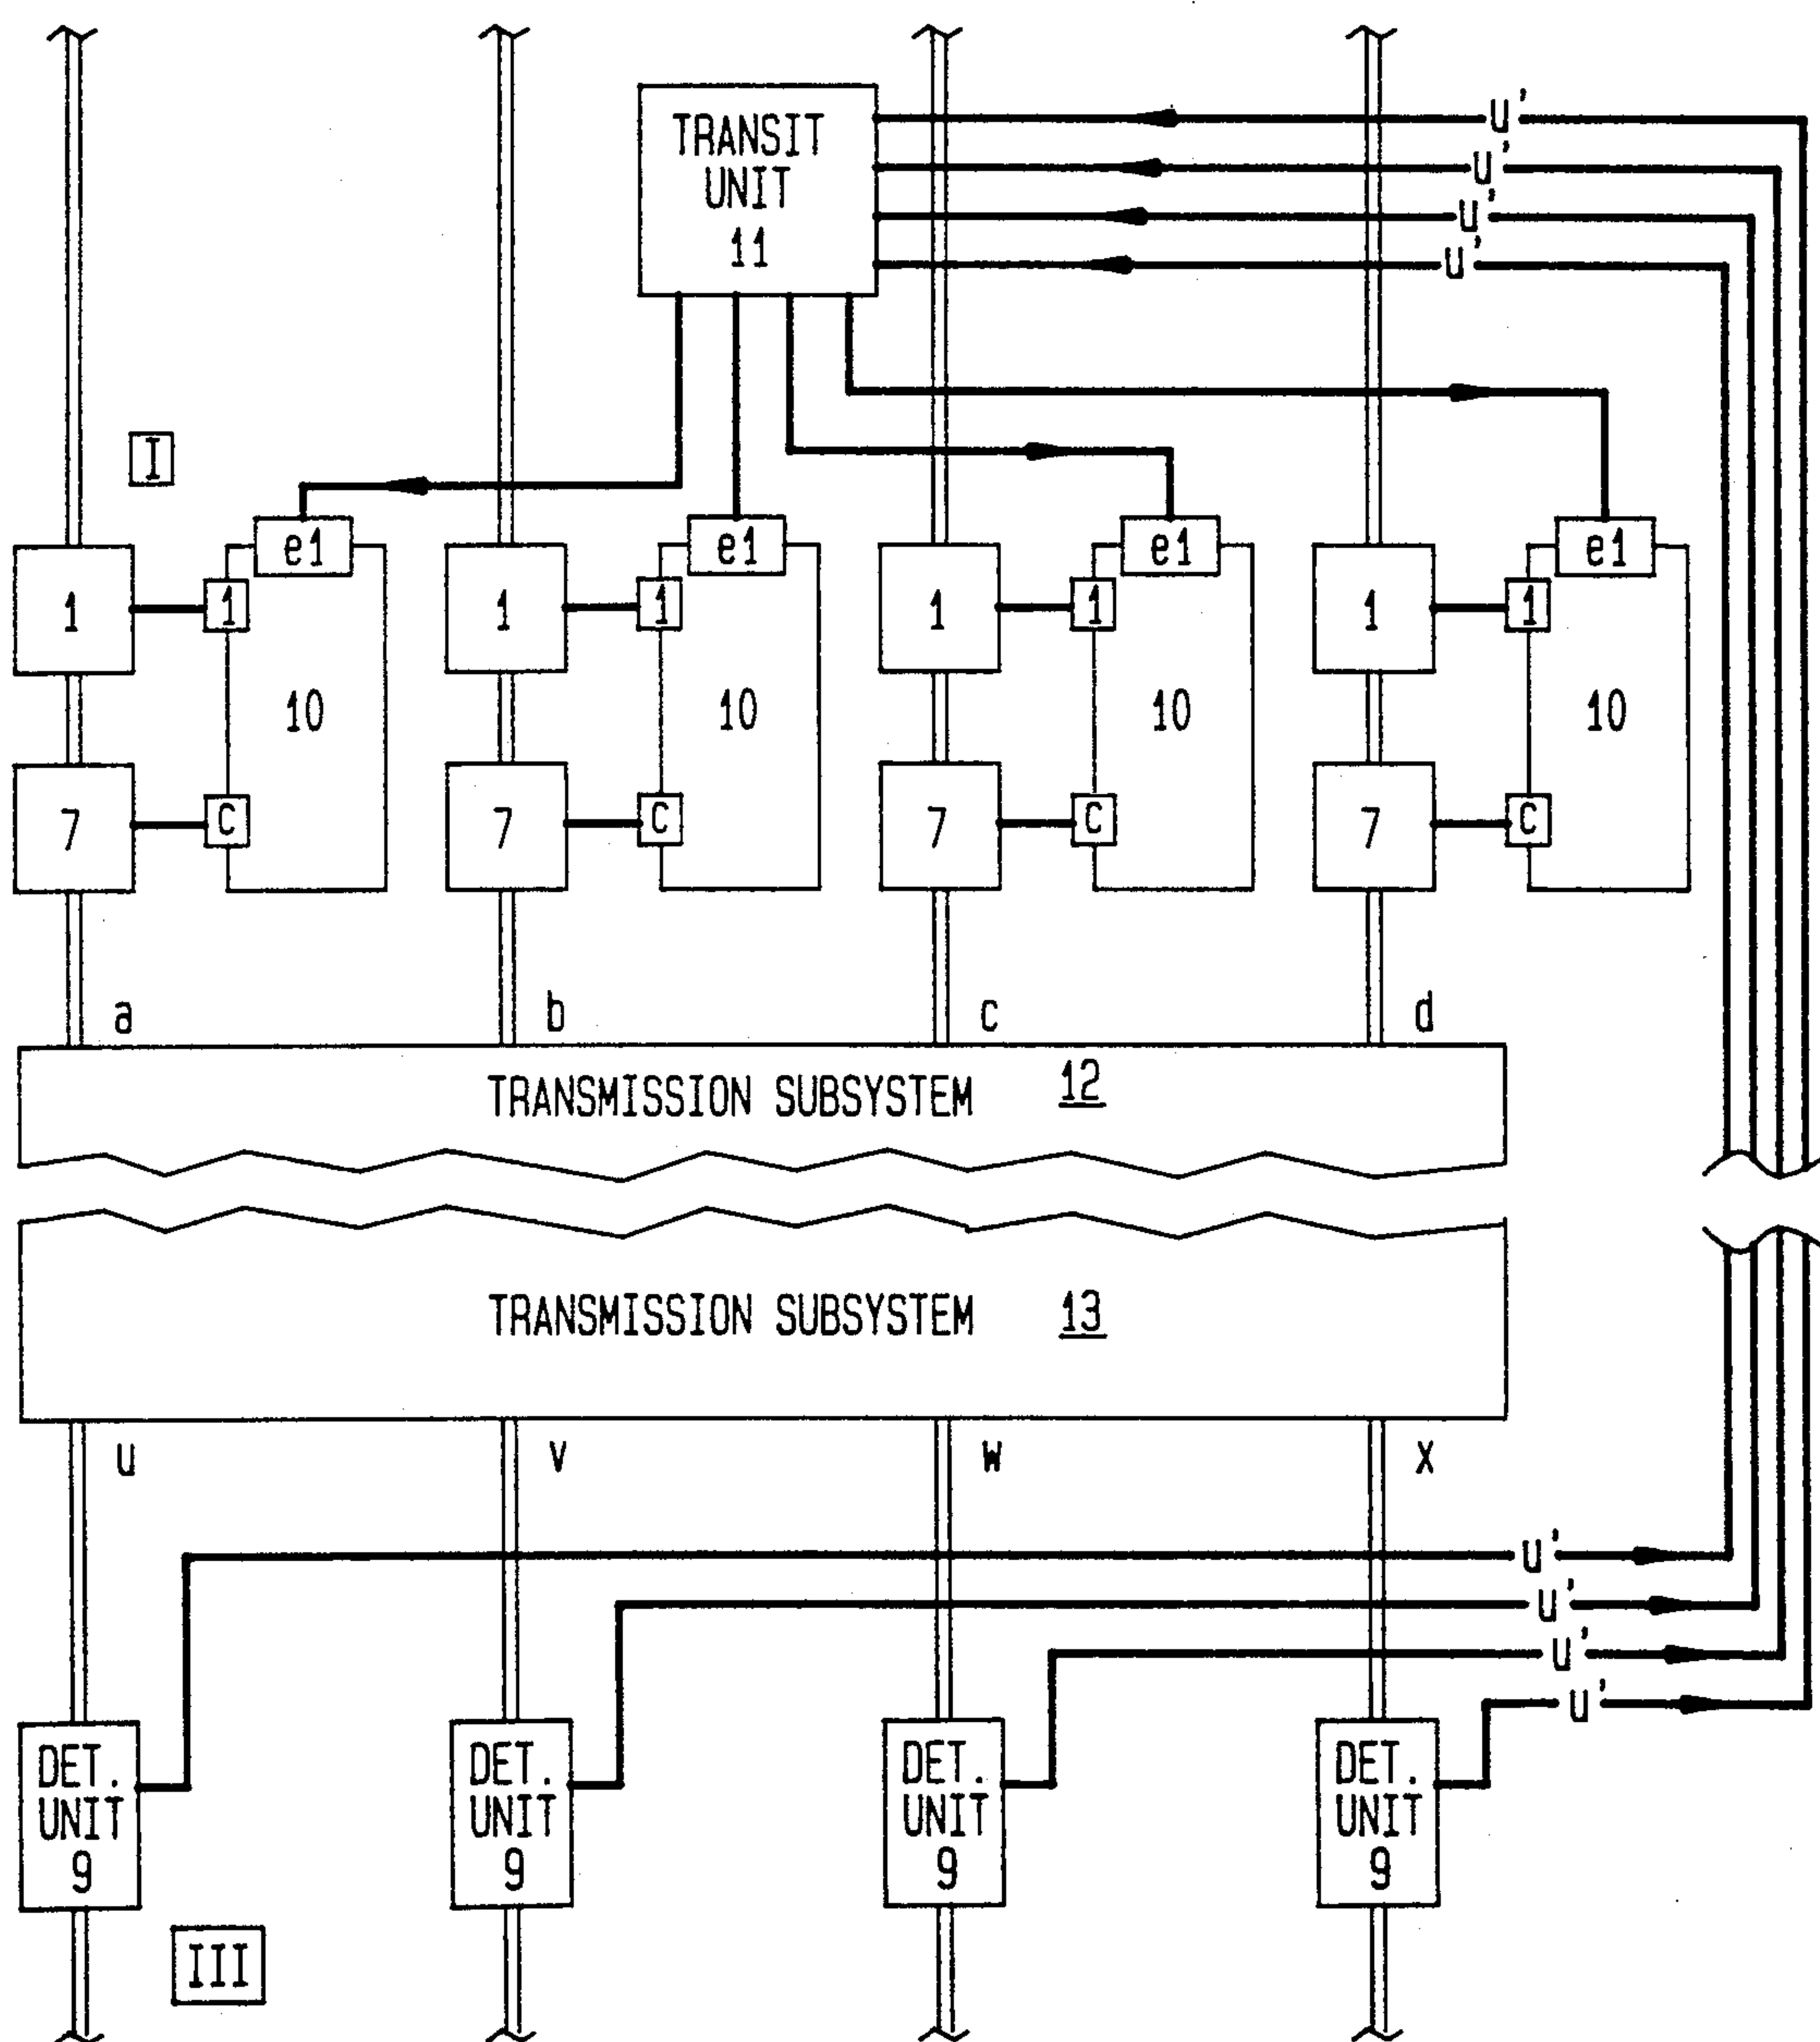 TRANSIT
UNIT
11
u'
u'
u'
u'
I
e1
e1
e1
e1
1
1
1
1
1
1
1
1
10
10
10
10
7
C
7
C
7
C
7
C
a
b
c
d
TRANSMISSION SUBSYSTEM 12
TRANSMISSION SUBSYSTEM 13
u
v
w
x
u'
u'
u'
u'
DET.
UNIT
9
DET.
UNIT
9
DET.
UNIT
9
DET.
UNIT
9
III